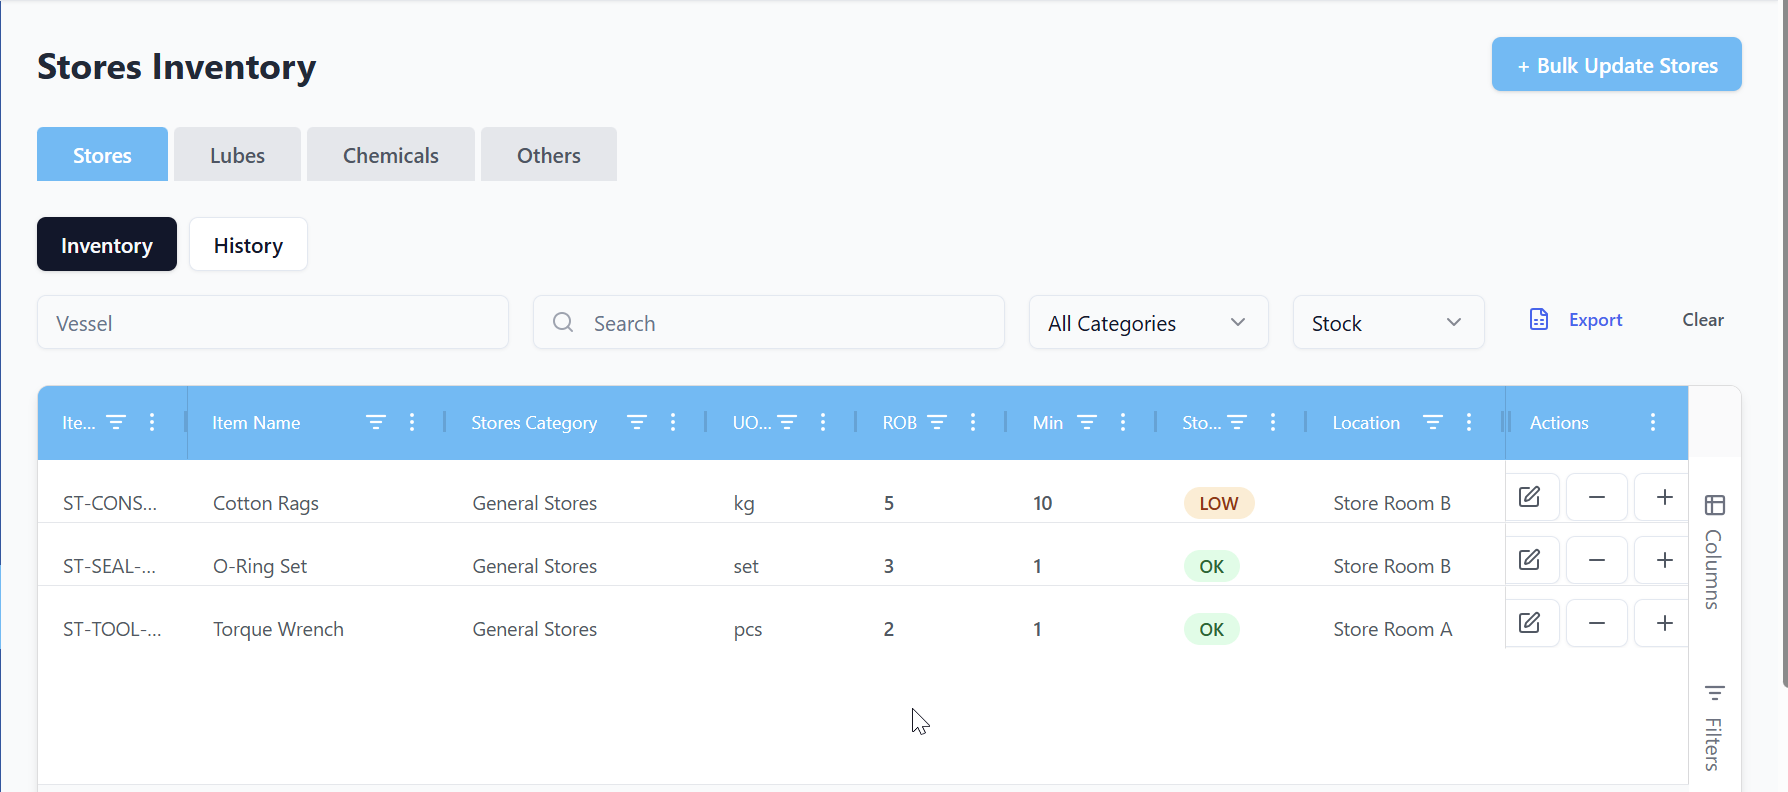 Stores Inventory
+ Bulk Update Stores
Stores Lubes Chemicals Others
Inventory History
Vessel Search All Categories Stock Export Clear
Ite... Item Name Stores Category UO... ROB Min Sto... Location Actions
ST-CONS... Cotton Rags General Stores kg 5 10 LOW Store Room B
ST-SEAL-... O-Ring Set General Stores set 3 1 OK Store Room B
ST-TOOL-... Torque Wrench General Stores pcs 2 1 OK Store Room A
Columns
Filters